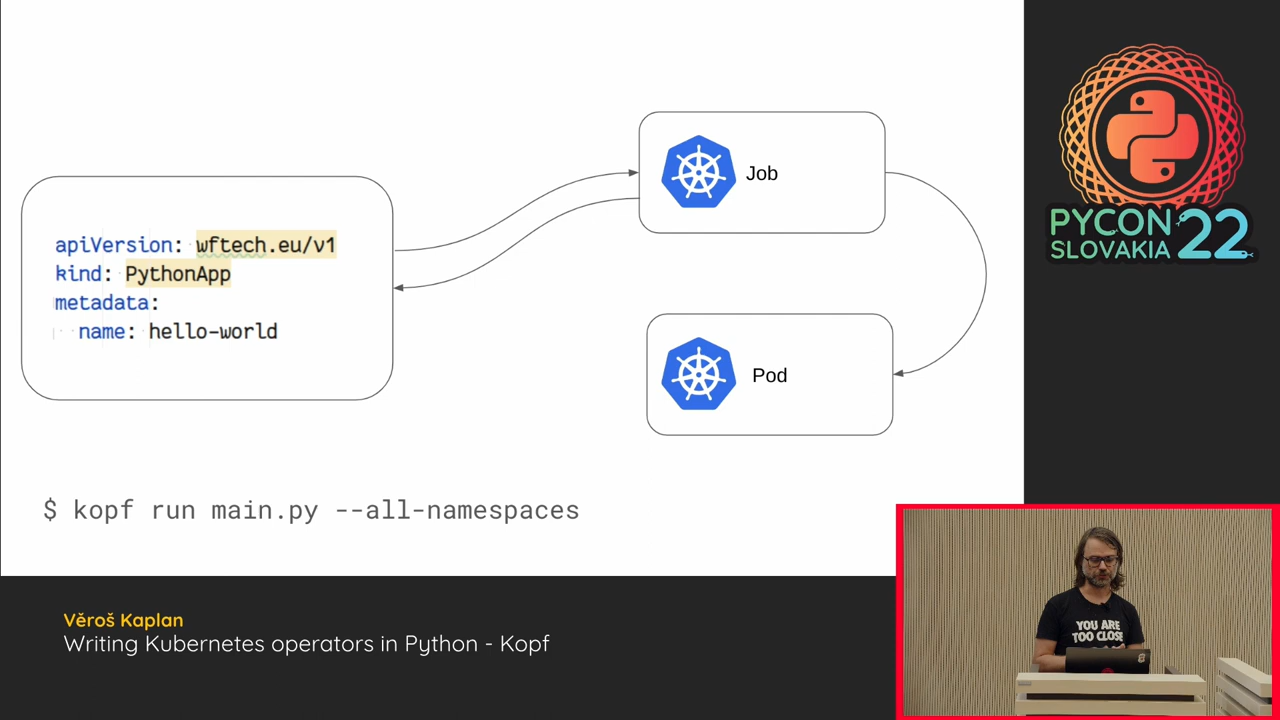 apiVersion: wftech.eu/v1
kind: PythonApp
metadata:
name: hello-world
Job
Pod
$ kopf run main.py --all-namespaces
PYCON
SLOVAKIA
22
Věroš Kaplan
Writing Kubernetes operators in Python - Kopf
YOU ARE
TOO CLOSE